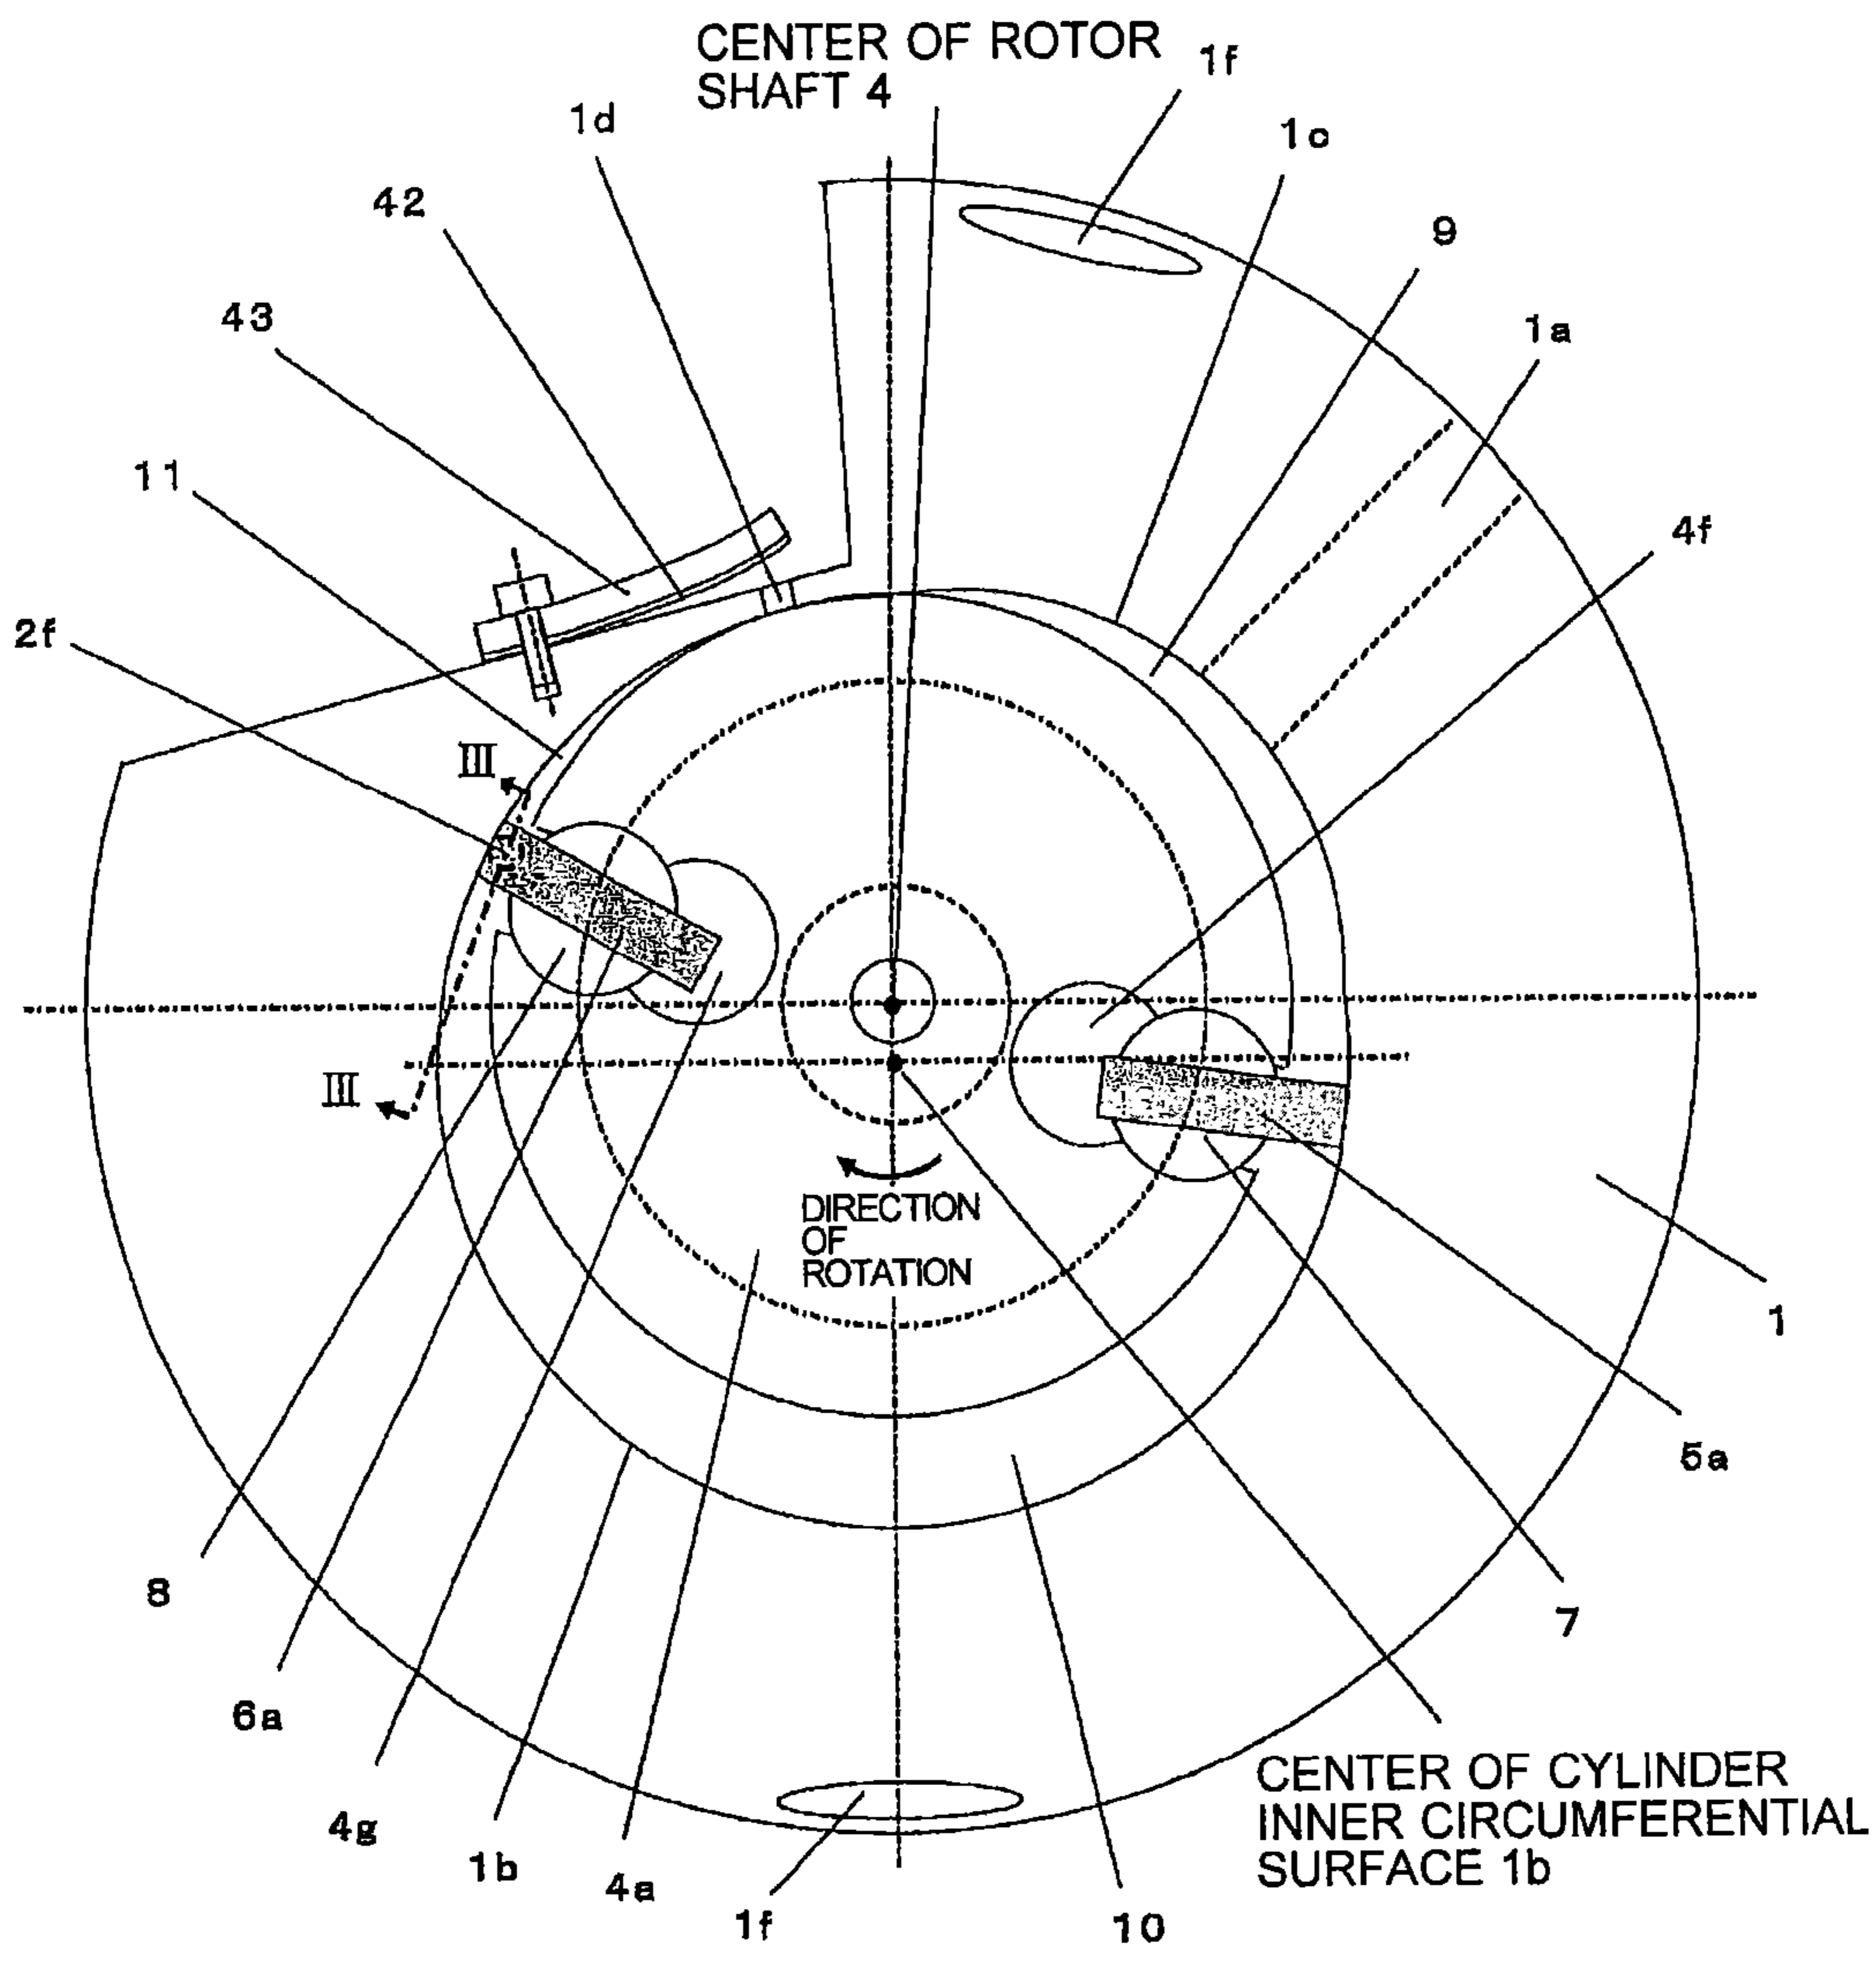 CENTER OF ROTOR
SHAFT 4
1f
1d
1c
42
9
43
1a
11
4f
2f
III
III
DIRECTION
OF
ROTATION
1
5a
8
7
6a
CENTER OF CYLINDER
INNER CIRCUMFERENTIAL
SURFACE 1b
4g
1b
4a
1f
10